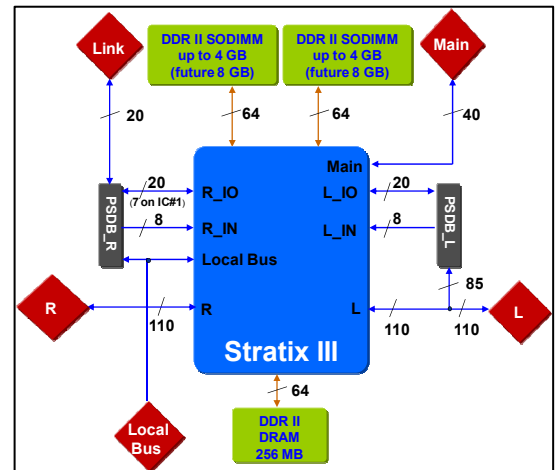 Link
DDR II SODIMM
up to 4 GB
(future 8 GB)
DDR II SODIMM
up to 4 GB
(future 8 GB)
Main
20
64
64
40
Main
PSDB_R
20
(7 on IC#1)
R_IO
L_IO
20
PSDB_L
8
R_IN
L_IN
8
Local Bus
85
R
110
R
L
110
110
L
Stratix III
64
Local
Bus
DDR II
DRAM
256 MB